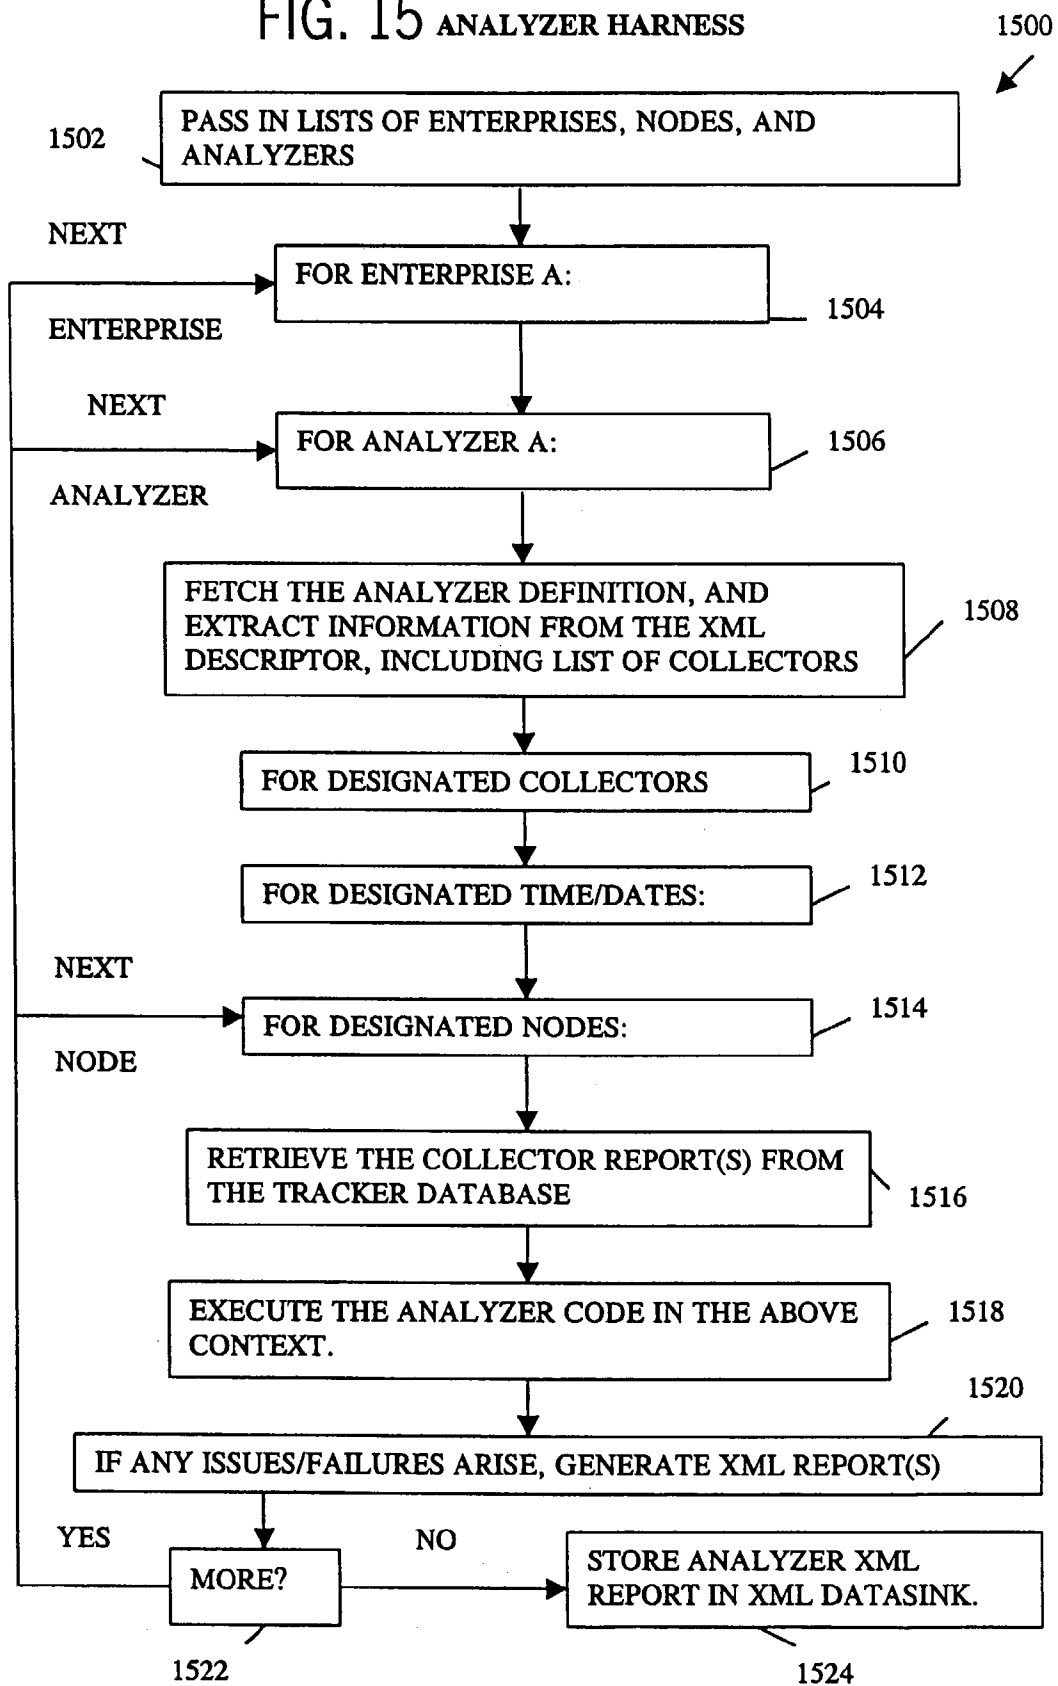 FIG. 15 ANALYZER HARNESS
1500
1502
PASS IN LISTS OF ENTERPRISES, NODES, AND
ANALYZERS
NEXT
FOR ENTERPRISE A:
1504
ENTERPRISE
NEXT
FOR ANALYZER A:
1506
ANALYZER
FETCH THE ANALYZER DEFINITION, AND
EXTRACT INFORMATION FROM THE XML
DESCRIPTOR, INCLUDING LIST OF COLLECTORS
1508
FOR DESIGNATED COLLECTORS
1510
FOR DESIGNATED TIME/DATES:
1512
NEXT
FOR DESIGNATED NODES:
1514
NODE
RETRIEVE THE COLLECTOR REPORT(S) FROM
THE TRACKER DATABASE
1516
EXECUTE THE ANALYZER CODE IN THE ABOVE
CONTEXT.
1518
1520
IF ANY ISSUES/FAILURES ARISE, GENERATE XML REPORT(S)
YES
MORE?
NO
STORE ANALYZER XML
REPORT IN XML DATASINK.
1522
1524